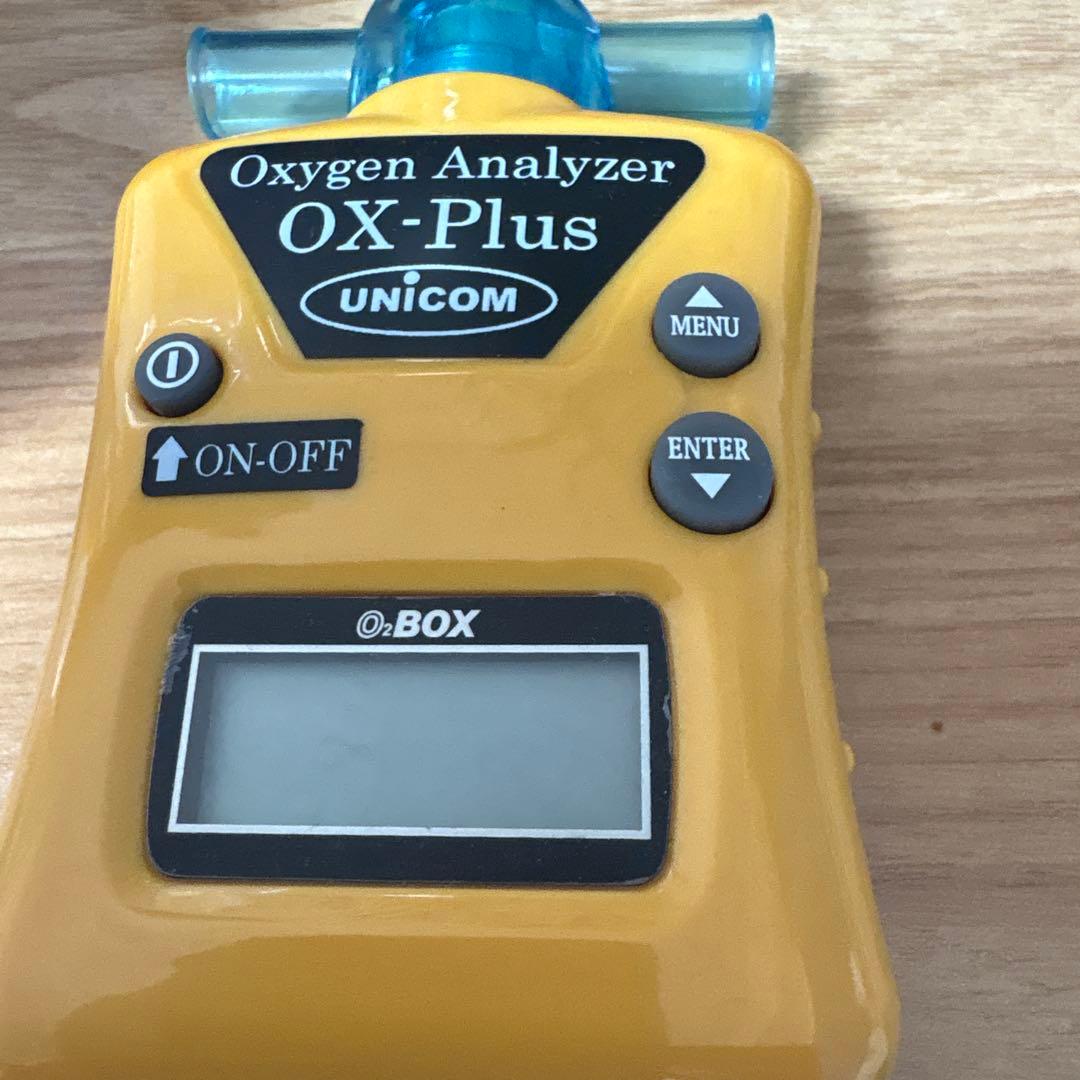 Oxygen Analyzer
OX-Plus
UNiCOM
MENU
ON-OFF
ENTER
O₂BOX